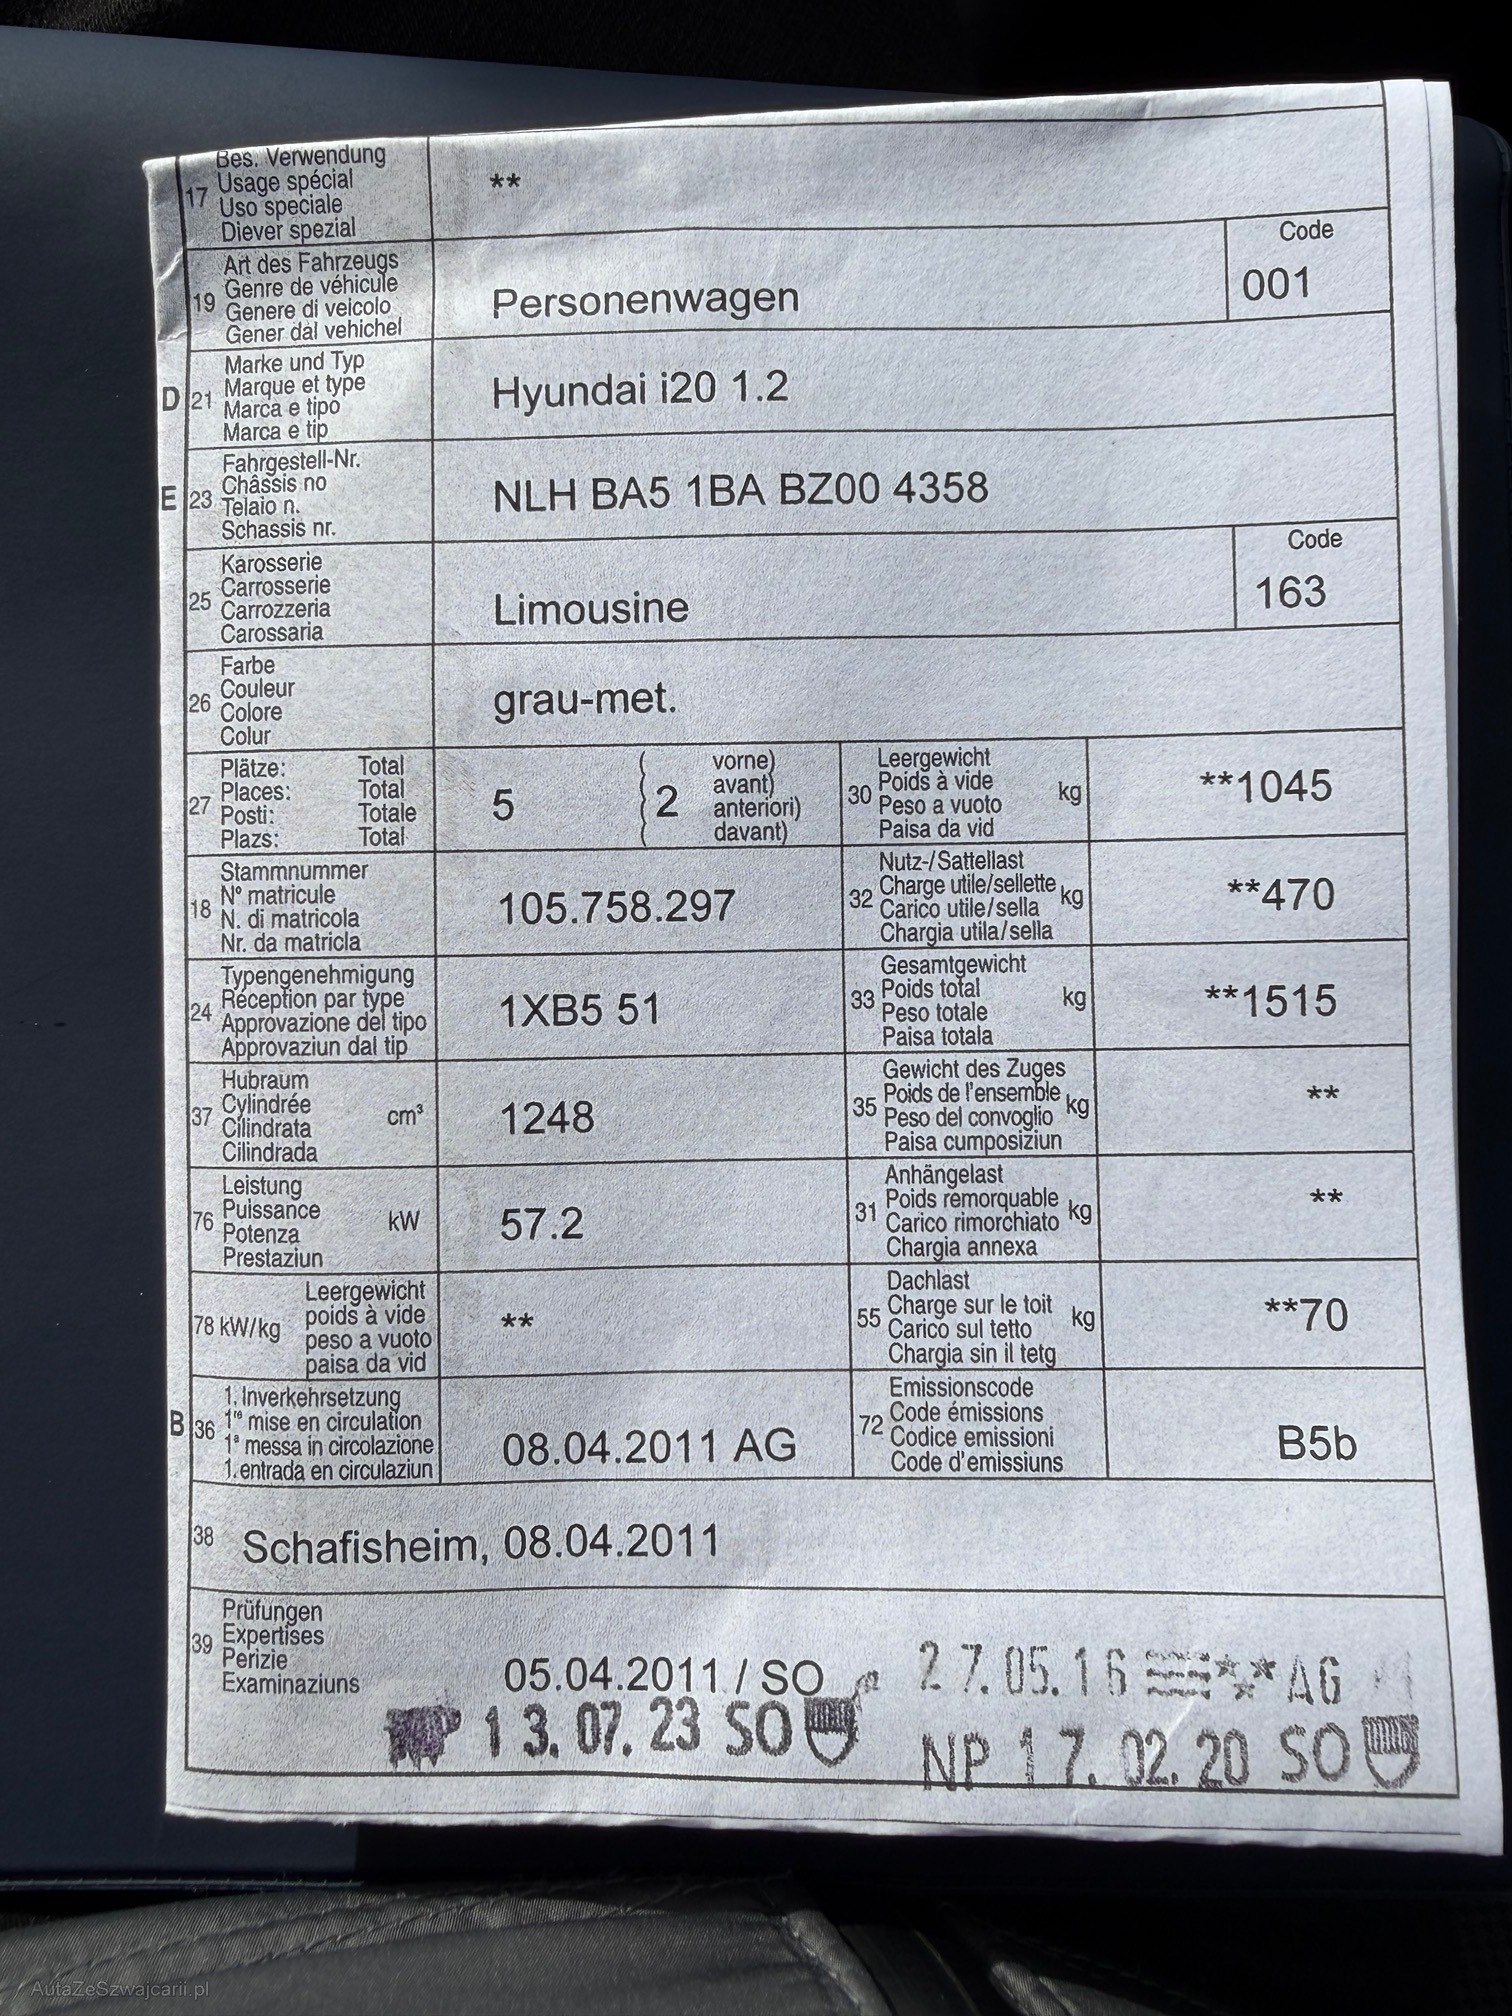 17
Bes. Verwendung
Usage spécial
Uso speciale
Diever spezial
**
19
Art des Fahrzeugs
Genre de véhicule
Genere di veicolo
Gener dal vehichel
Personenwagen
Code
001
D 21
Marke und Typ
Marque et type
Marca e tipo
Marca e tip
Hyundai i20 1.2
E 23
Fahrgestell-Nr.
Châssis no
Telaio n.
Schassis nr.
NLH BA5 1BA BZ00 4358
25
Karosserie
Carrosserie
Carrozzeria
Carossaria
Limousine
Code
163
26
Farbe
Couleur
Colore
Colur
grau-met.
27
Plätze: Total
Places: Total
Posti: Totale
Plazs: Total
5
2
vorne)
avant)
anteriori)
davant)
30
Leergewicht
Poids à vide
Peso a vuoto
Paisa da vid
kg
**1045
18
Stammnummer
N° matricule
N. di matricola
Nr. da matricla
105.758.297
32
Nutz-/Sattellast
Charge utile/sellette
Carico utile/sella
Chargia utila/sella
kg
**470
24
Typengenehmigung
Réception par type
Approvazione del tipo
Approvaziun dal tip
1XB5 51
33
Gesamtgewicht
Poids total
Peso totale
Paisa totala
kg
**1515
37
Hubraum
Cylindrée
Cilindrata
Cilindrada
cm³
1248
35
Gewicht des Zuges
Poids de l'ensemble
Peso del convoglio
Paisa cumposiziun
kg
**
76
Leistung
Puissance
Potenza
Prestaziun
kW
57.2
31
Anhängelast
Poids remorquable
Carico rimorchiato
Chargia annexa
kg
**
78 kW/kg
Leergewicht
poids à vide
peso a vuoto
paisa da vid
**
55
Dachlast
Charge sur le toit
Carico sul tetto
Chargia sin il tetg
kg
**70
B 36
1. Inverkehrsetzung
1re mise en circulation
1a messa in circolazione
1. entrada en circulaziun
08.04.2011 AG
72
Emissionscode
Code émissions
Codice emissioni
Code d'emissiuns
B5b
38
Schafisheim, 08.04.2011
39
Prüfungen
Expertises
Perizie
Examinaziuns
05.04.2011 / SO
27.05.16 AG
13.07.23 SO
NP 17.02.20 SO
AutaZeSzwajcarii.pl